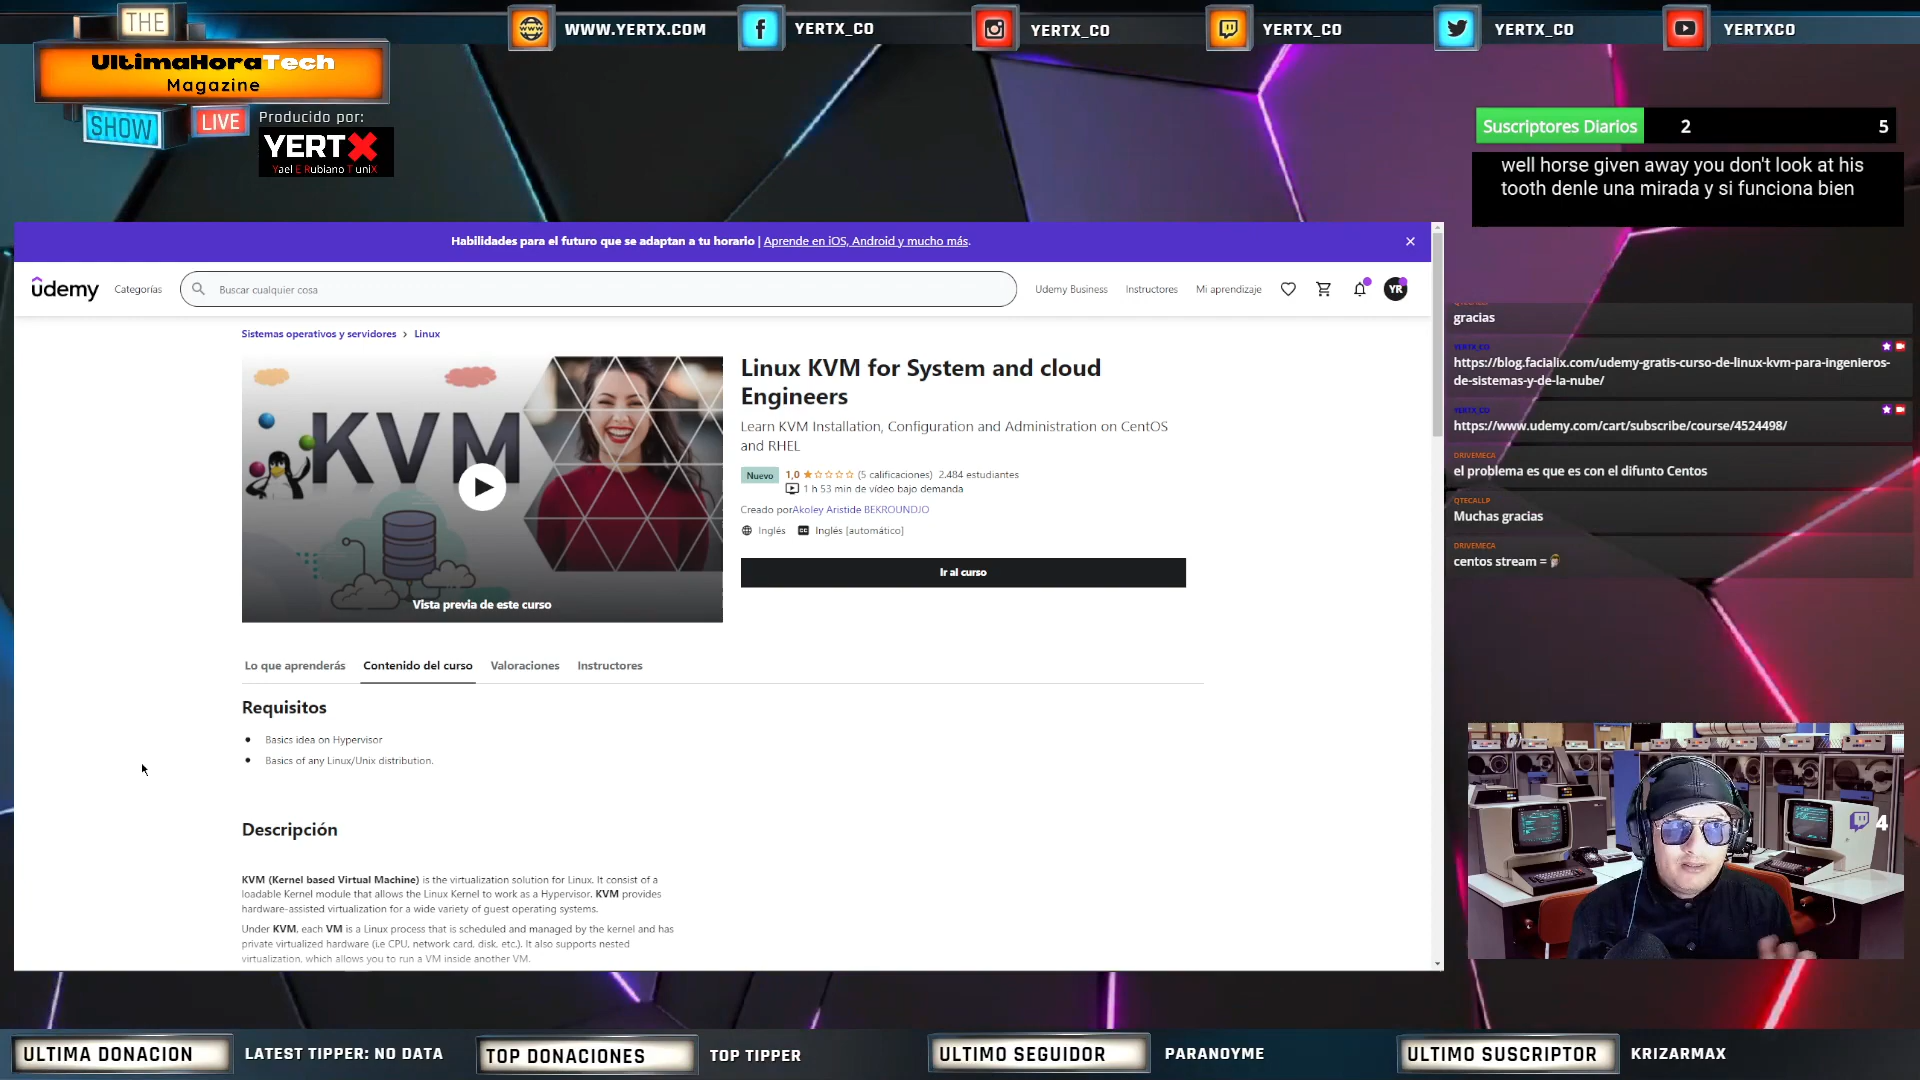 THE
UltimaHoraTech
Magazine
SHOW
LIVE
Producido por:
YERTX
Yael E Rubiano T uniX
WWW.YERTX.COM
YERTX_CO
YERTX_CO
YERTX_CO
YERTX_CO
YERTXCO
Suscriptores Diarios 2 5
well horse given away you don't look at his
tooth denle una mirada y si funciona bien
Habilidades para el futuro que se adaptan a tu horario | Aprende en iOS, Android y mucho más.
udemy
Categorías
Buscar cualquier cosa
Udemy Business
Instructores
Mi aprendizaje
YR
Sistemas operativos y servidores > Linux
KVM
Vista previa de este curso
Linux KVM for System and cloud
Engineers
Learn KVM Installation, Configuration and Administration on CentOS
and RHEL
Nuevo 1,0 (5 calificaciones) 2.484 estudiantes
1 h 53 min de vídeo bajo demanda
Creado porAkoley Aristide BEKROUNDJO
Inglés CC Inglés [automático]
Ir al curso
Lo que aprenderás
Contenido del curso
Valoraciones
Instructores
Requisitos
Basics idea on Hypervisor
Basics of any Linux/Unix distribution.
Descripción
KVM (Kernel based Virtual Machine) is the virtualization solution for Linux. It consist of a
loadable Kernel module that allows the Linux Kernel to work as a Hypervisor. KVM provides
hardware-assisted virtualization for a wide variety of guest operating systems.
Under KVM, each VM is a Linux process that is scheduled and managed by the kernel and has
private virtualized hardware (i.e CPU, network card, disk, etc.). It also supports nested
virtualization, which allows you to run a VM inside another VM.
gracias
YERTX_CO
https://blog.facialix.com/udemy-gratis-curso-de-linux-kvm-para-ingenieros-
de-sistemas-y-de-la-nube/
YERTX_CO
https://www.udemy.com/cart/subscribe/course/4524498/
DRIVEMECA
el problema es que es con el difunto Centos
QTECALLP
Muchas gracias
DRIVEMECA
centos stream =
4
ULTIMA DONACION
LATEST TIPPER: NO DATA
TOP DONACIONES
TOP TIPPER
ULTIMO SEGUIDOR
PARANOYME
ULTIMO SUSCRIPTOR
KRIZARMAX